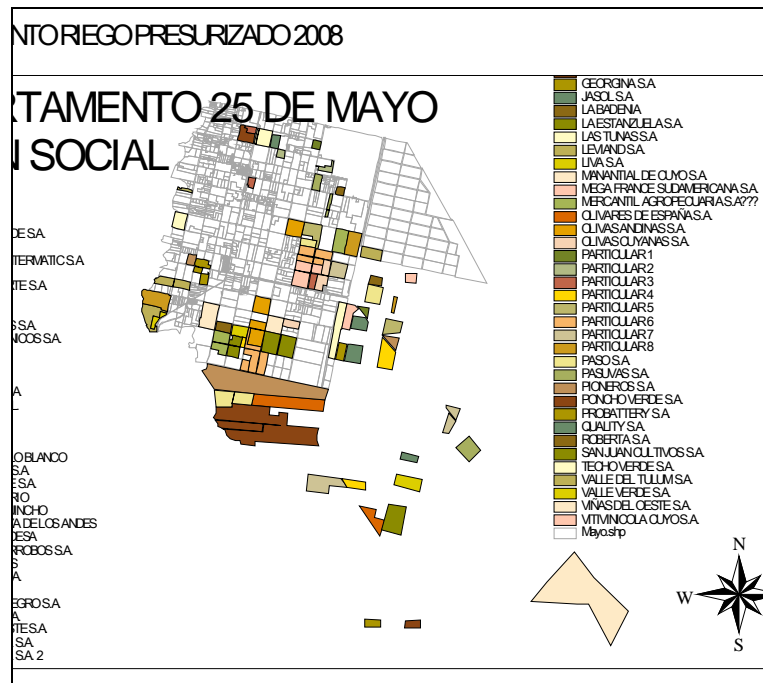 NTO RIEGO PRESURIZADO 2008
RTAMENTO 25 DE MAYO
N SOCIAL
DE S.A.
TERMATIC S.A.
RTE S.A.
S S.A.
NICOS S.A.
A.
LO BLANCO
S.A.
E S.A.
RIO
UINCHO
TA DE LOS ANDES
DESA
RROBOS S.A.
S
A.
EGRO S.A.
A.
STE S.A.
S.A.
S.A. 2
GEORGINA S.A.
JASOL S.A.
LA BADENIA
LA ESTANZUELA S.A.
LAS TUNAS S.A.
LEVIAND S.A.
LIVA S.A.
MANANTIAL DE CUYO S.A.
MEGA FRANCE SUDAMERICANA S.A.
MERCANTIL AGROPECUARIA S.A???
OLIVARES DE ESPAÑA S.A.
OLIVAS ANDINAS S.A.
OLIVAS CUYANAS S.A.
PARTICULAR 1
PARTICULAR 2
PARTICULAR 3
PARTICULAR 4
PARTICULAR 5
PARTICULAR 6
PARTICULAR 7
PARTICULAR 8
PASO S.A.
PASUVAS S.A.
PIONEROS S.A.
PONCHO VERDE S.A.
PROBATTERY S.A.
QUALITY S.A.
ROBERTA S.A.
SAN JUAN CULTIVOS S.A.
TECHO VERDE S.A.
VALLE DEL TULUM S.A.
VALLE VERDE S.A.
VIÑAS DEL OESTE S.A.
VITIVINICOLA CUYO S.A.
Mayo.shp
N
W
S